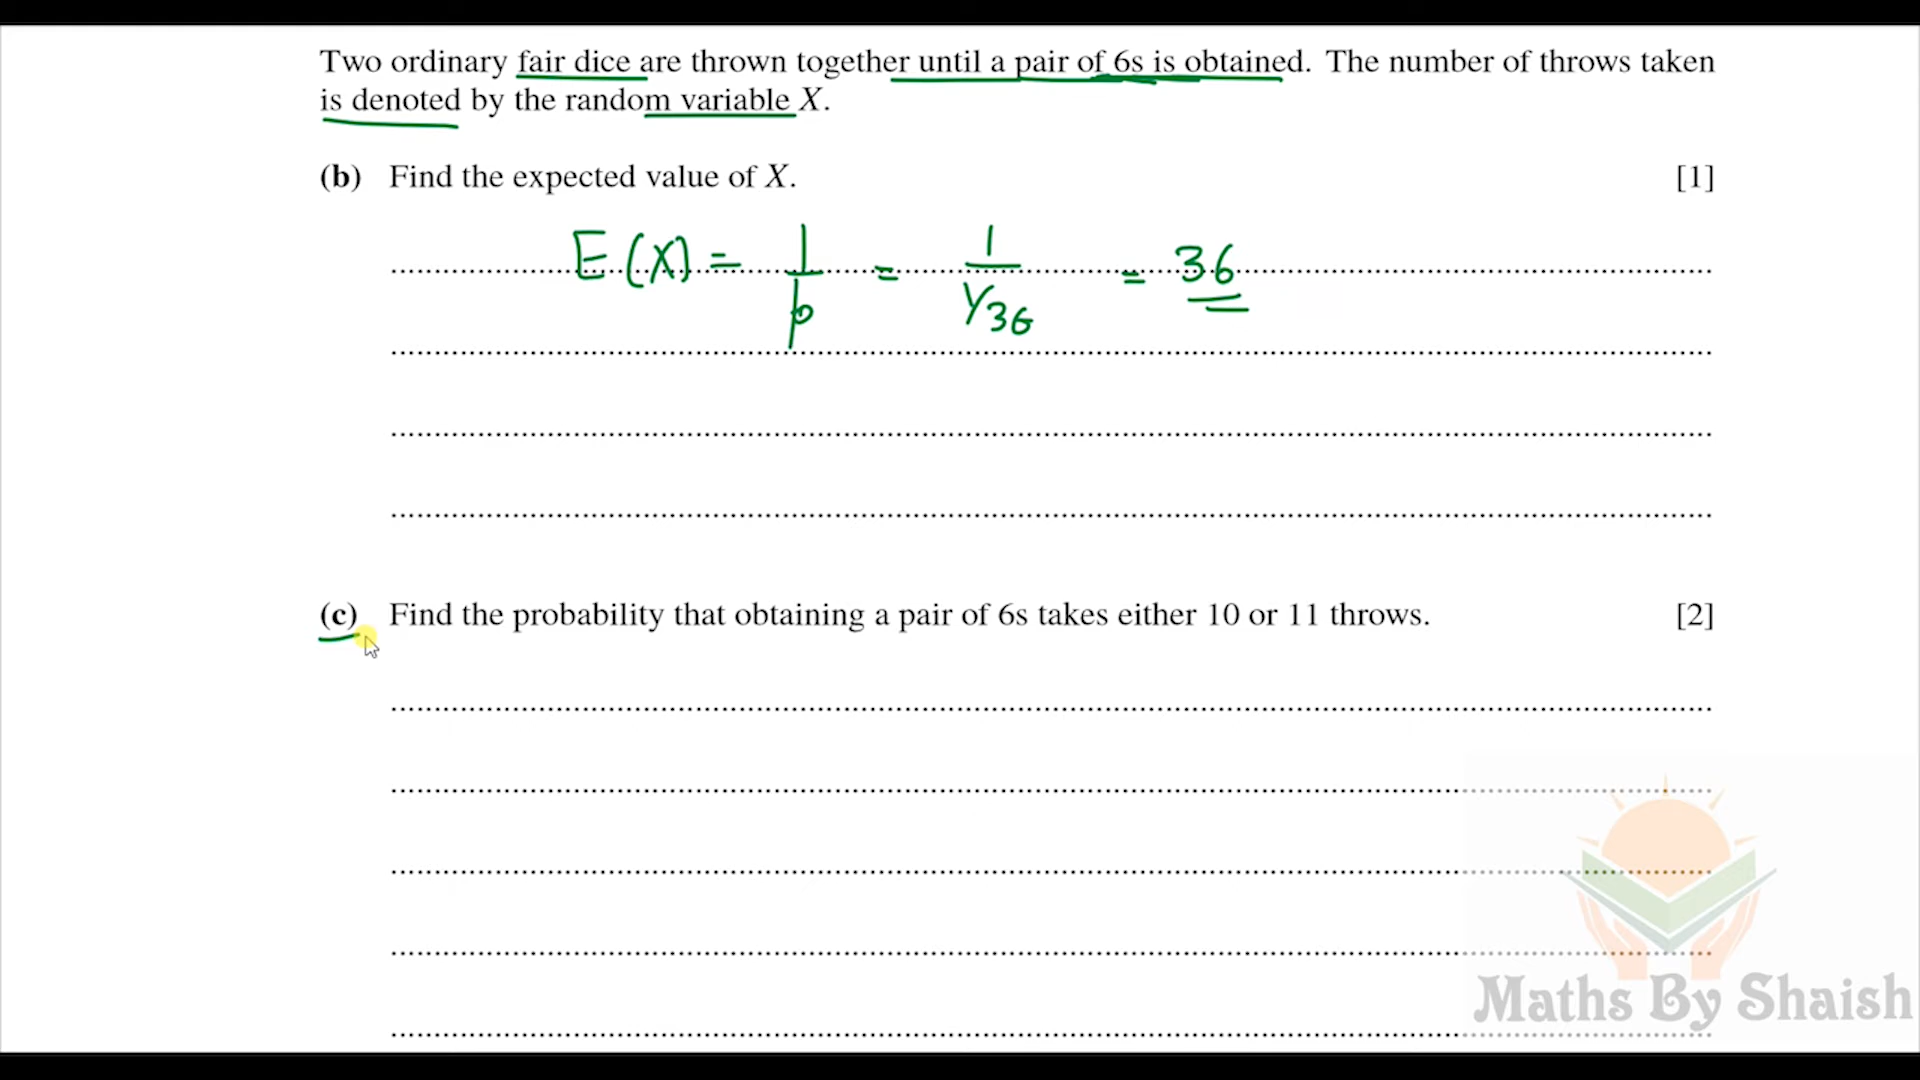 Two ordinary fair dice are thrown together until a pair of 6s is obtained. The number of throws taken
is denoted by the random variable X.
(b) Find the expected value of X. [1]
E(X) = 1/p = 1/(1/36) = 36
(c) Find the probability that obtaining a pair of 6s takes either 10 or 11 throws. [2]
Maths By Shaish